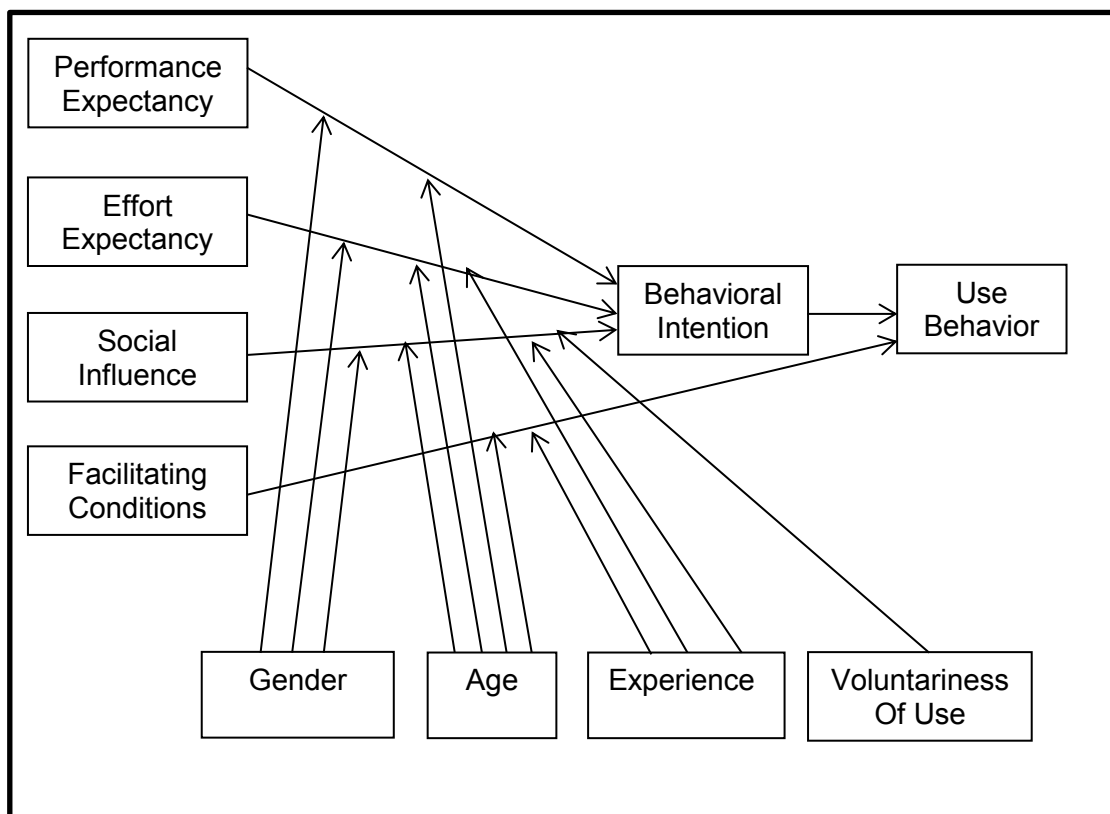 Performance
Expectancy
Effort
Expectancy
Social
Influence
Facilitating
Conditions
Behavioral
Intention
Use
Behavior
Gender
Age
Experience
Voluntariness
Of Use